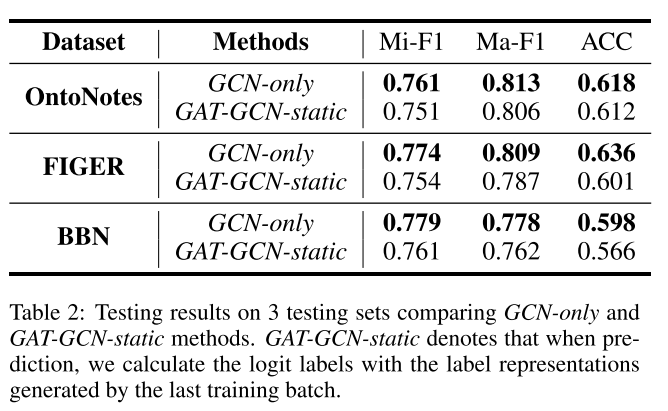 Dataset Methods Mi-F1 Ma-F1 ACC
OntoNotes GCN-only 0.761 0.813 0.618
GAT-GCN-static 0.751 0.806 0.612
FIGER GCN-only 0.774 0.809 0.636
GAT-GCN-static 0.754 0.787 0.601
BBN GCN-only 0.779 0.778 0.598
GAT-GCN-static 0.761 0.762 0.566
Table 2: Testing results on 3 testing sets comparing GCN-only and
GAT-GCN-static methods. GAT-GCN-static denotes that when pre-
diction, we calculate the logit labels with the label representations
generated by the last training batch.